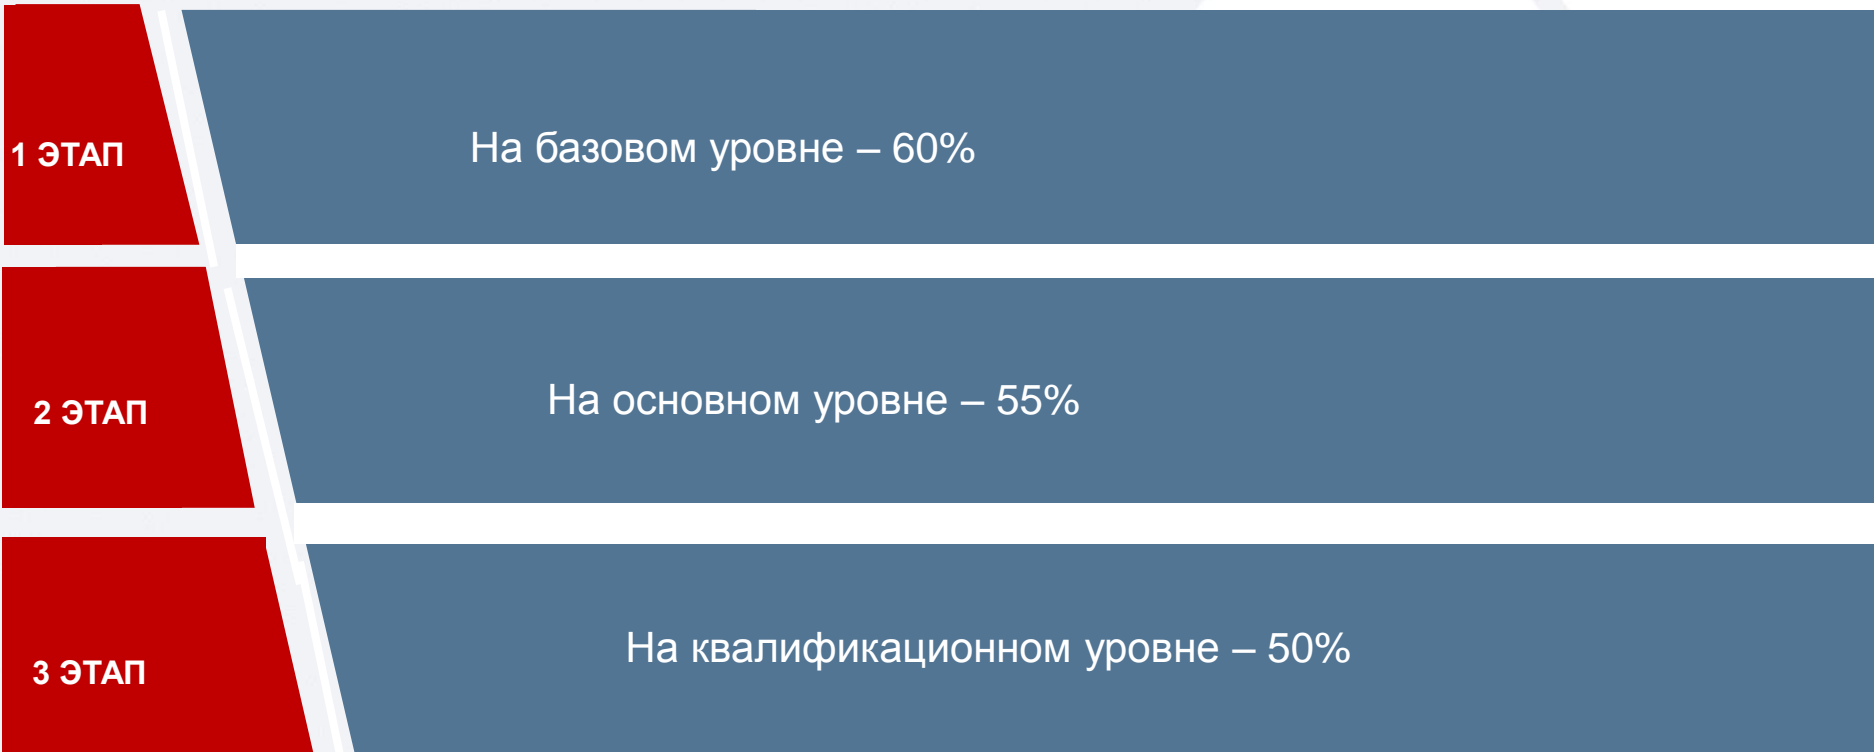 1 ЭТАП
На базовом уровне – 60%
2 ЭТАП
На основном уровне – 55%
3 ЭТАП
На квалификационном уровне – 50%